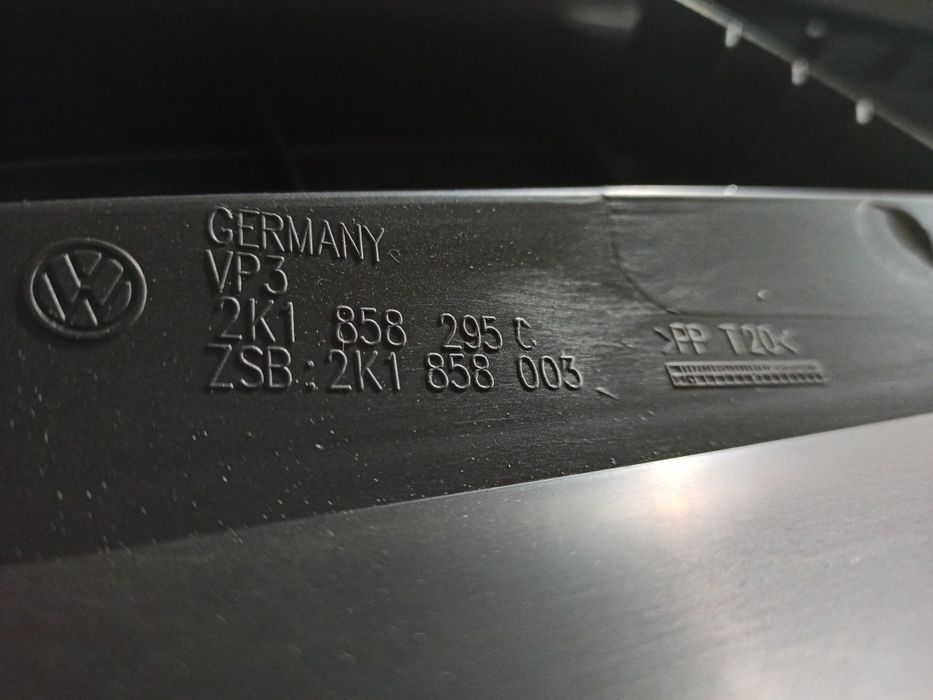 GERMANY
VP3
2K1 858 295 C
ZSB.: 2K1 858 003
>PP T20<